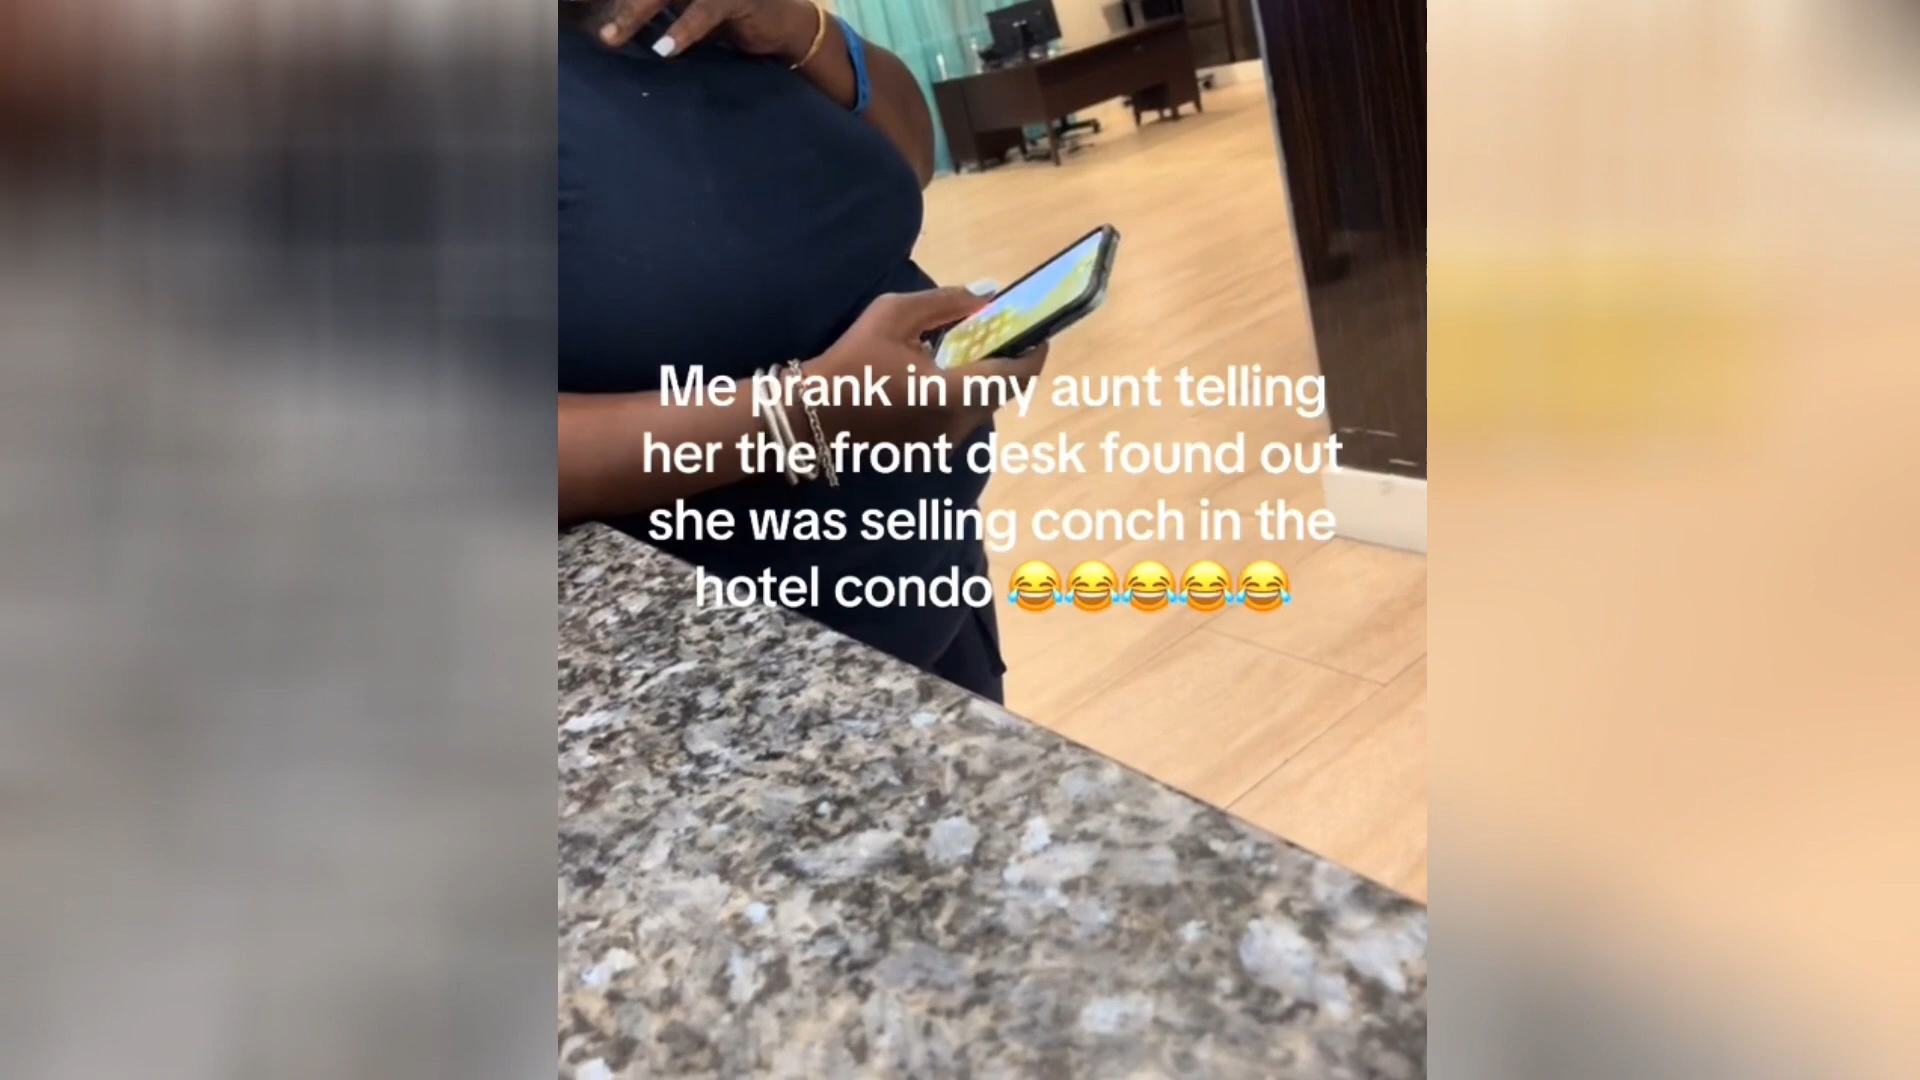 Me prank in my aunt telling
her the front desk found out
she was selling conch in the
hotel condo 😂😂😂😂😂